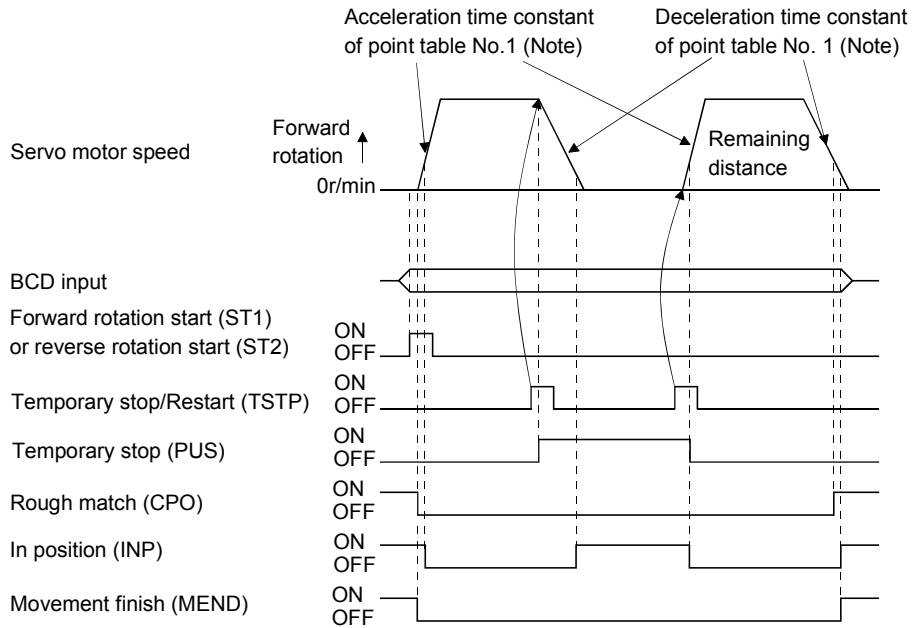 Acceleration time constant
of point table No.1 (Note)
Deceleration time constant
of point table No. 1 (Note)
Servo motor speed
Forward
rotation
0r/min
Remaining
distance
BCD input
Forward rotation start (ST1)
or reverse rotation start (ST2)
ON
OFF
Temporary stop/Restart (TSTP)
ON
OFF
Temporary stop (PUS)
ON
OFF
Rough match (CPO)
ON
OFF
In position (INP)
ON
OFF
Movement finish (MEND)
ON
OFF